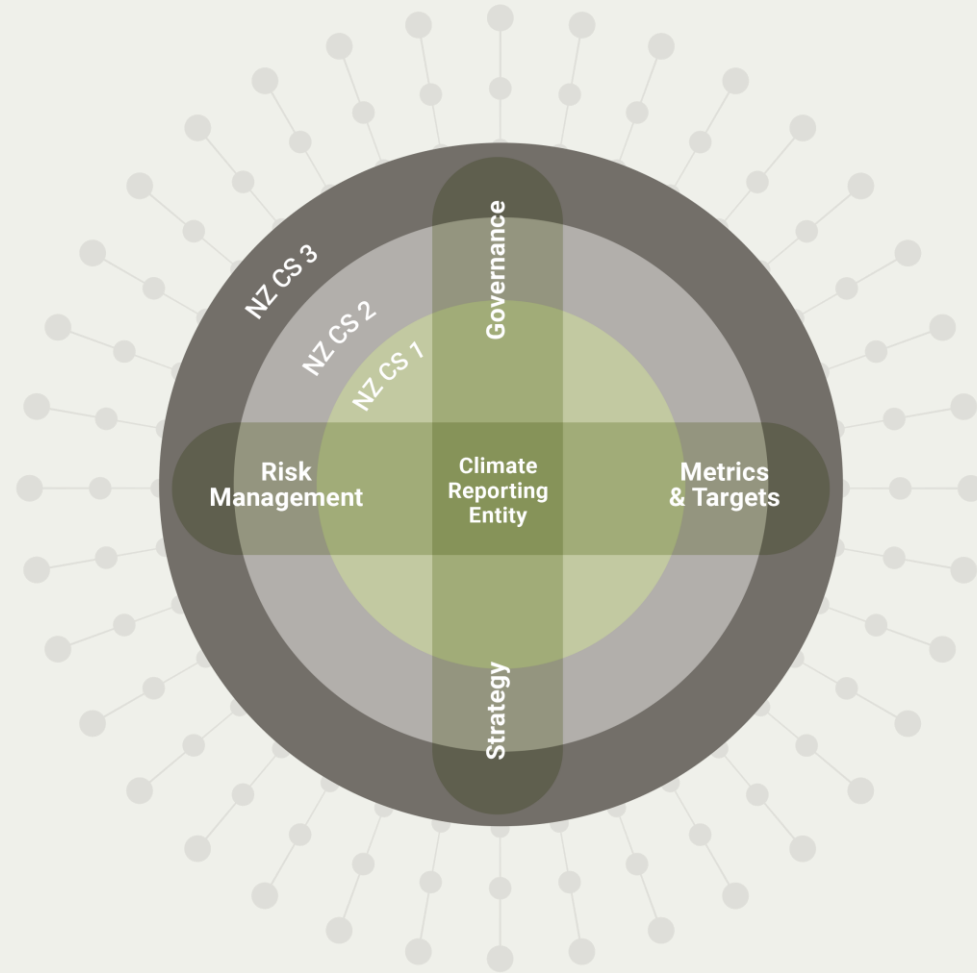 NZ CS 3
NZ CS 2
NZ CS 1
Governance
Risk
Management
Climate
Reporting
Entity
Metrics
& Targets
Strategy